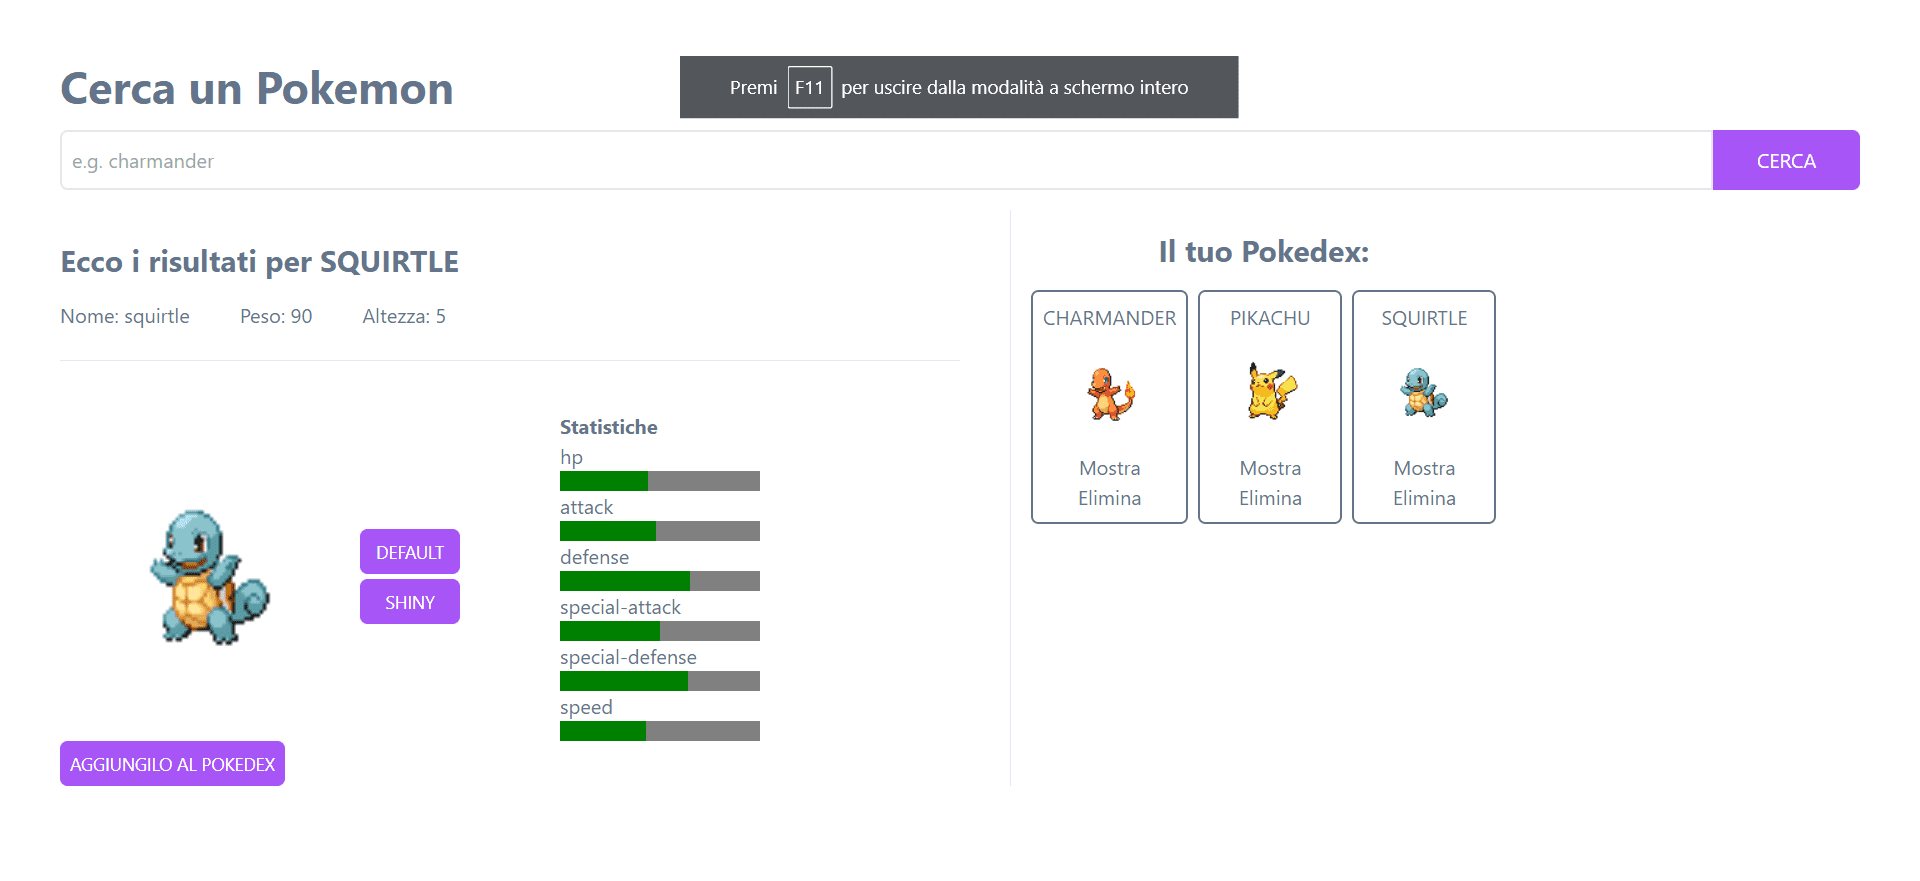 Cerca un Pokemon
Premi F11 per uscire dalla modalità a schermo intero
e.g. charmander
CERCA
Ecco i risultati per SQUIRTLE
Nome: squirtle Peso: 90 Altezza: 5
DEFAULT
SHINY
AGGIUNGILO AL POKEDEX
Statistiche
hp
attack
defense
special-attack
special-defense
speed
Il tuo Pokedex:
CHARMANDER
Mostra
Elimina
PIKACHU
Mostra
Elimina
SQUIRTLE
Mostra
Elimina